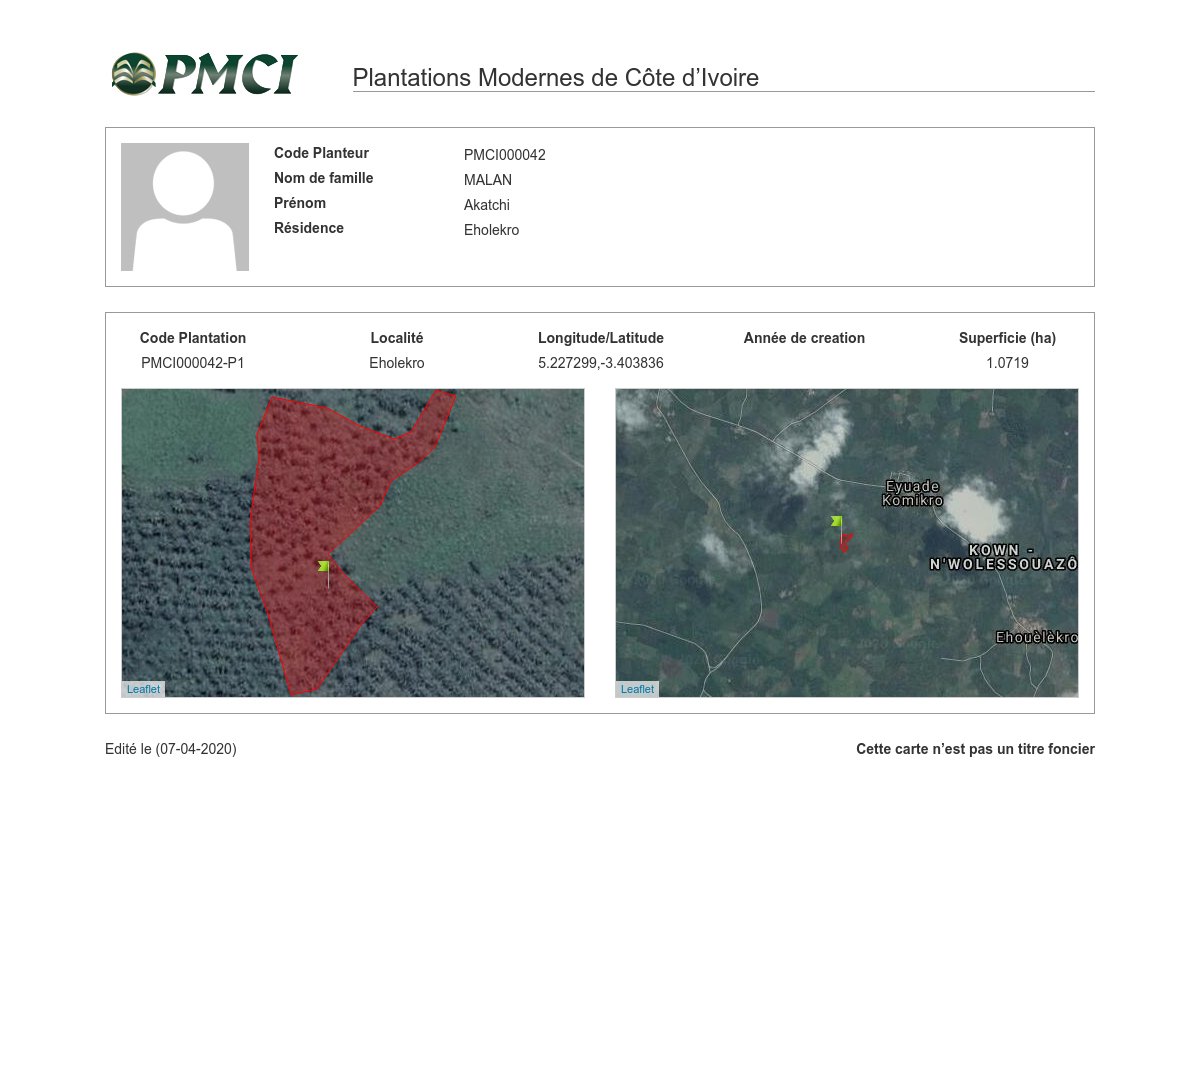 PMCI
Plantations Modernes de Côte d’Ivoire
Code Planteur PMCI000042
Nom de famille MALAN
Prénom Akatchi
Résidence Eholekro
Code Plantation Localité Longitude/Latitude Année de creation Superficie (ha)
PMCI000042-P1 Eholekro 5.227299,-3.403836 1.0719
Eyuade
Komikro
KOWN -
N'WOLESSOUAZÔ
Ehouèlèkro
Leaflet Leaflet
Edité le (07-04-2020) Cette carte n’est pas un titre foncier